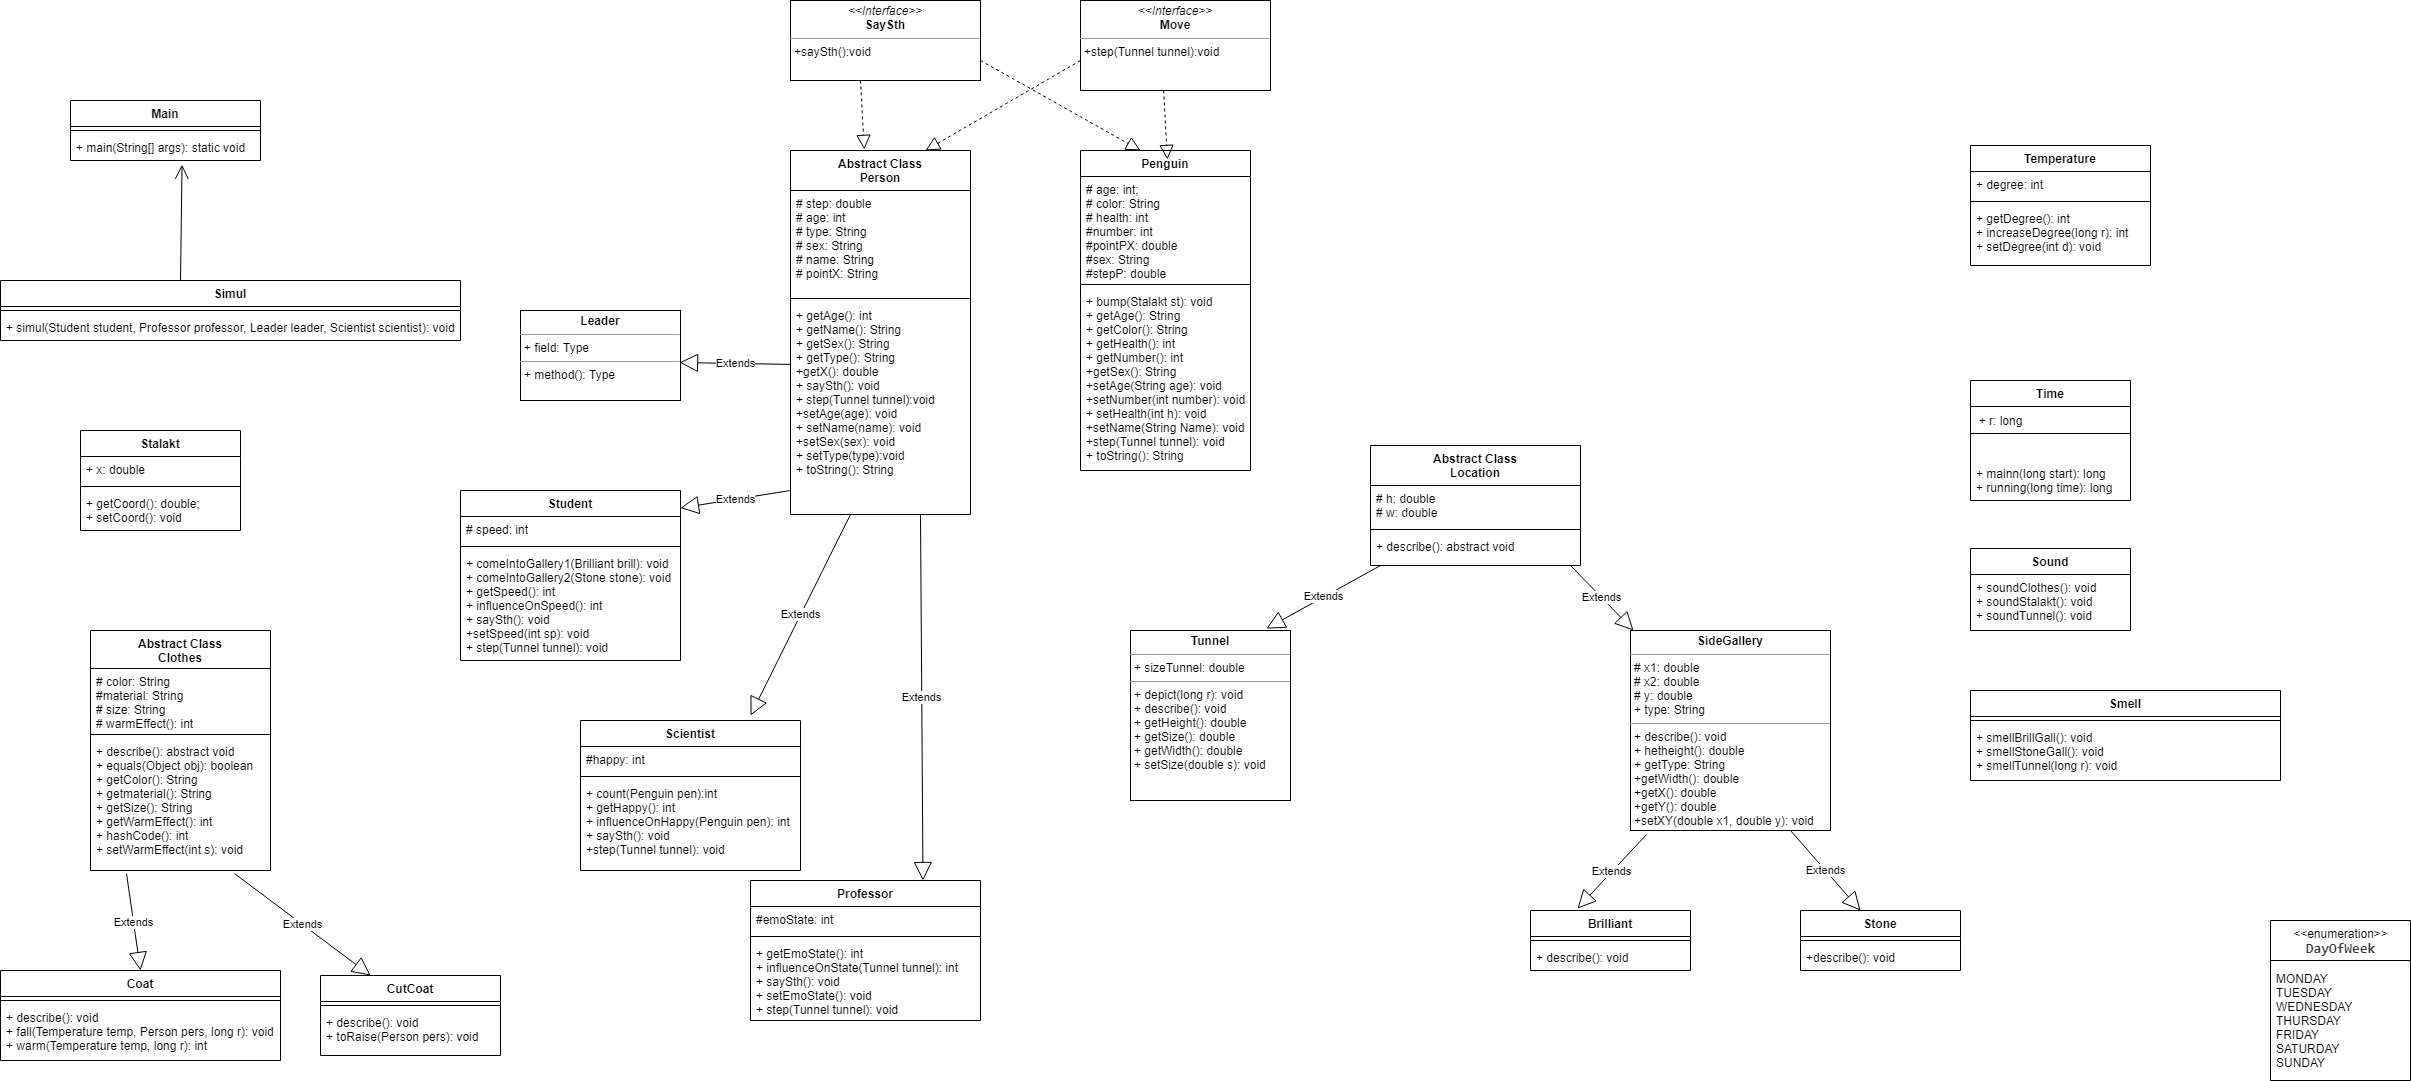 <<Interface>>
SaySth
+saySth():void
<<Interface>>
Move
+step(Tunnel tunnel):void
Main
+ main(String[] args): static void
Simul
+ simul(Student student, Professor professor, Leader leader, Scientist scientist): void
Abstract Class
Person
# step: double
# age: int
# type: String
# sex: String
# name: String
# pointX: String
+ getAge(): int
+ getName(): String
+ getSex(): String
+ getType(): String
+getX(): double
+ saySth(): void
+ step(Tunnel tunnel):void
+setAge(age): void
+ setName(name): void
+setSex(sex): void
+ setType(type):void
+ toString(): String
Penguin
# age: int;
# color: String
# health: int
#number: int
#pointPX: double
#sex: String
#stepP: double
+ bump(Stalakt st): void
+ getAge(): String
+ getColor(): String
+ getHealth(): int
+ getNumber(): int
+getSex(): String
+setAge(String age): void
+setNumber(int number): void
+ setHealth(int h): void
+setName(String Name): void
+step(Tunnel tunnel): void
+ toString(): String
Temperature
+ degree: int
+ getDegree(): int
+ increaseDegree(long r): int
+ setDegree(int d): void
Leader
+ field: Type
+ method(): Type
Extends
Stalakt
+ x: double
+ getCoord(): double;
+ setCoord(): void
Time
+ r: long
+ mainn(long start): long
+ running(long time): long
Abstract Class
Location
# h: double
# w: double
+ describe(): abstract void
Extends
Student
# speed: int
+ comeIntoGallery1(Brilliant brill): void
+ comeIntoGallery2(Stone stone): void
+ getSpeed(): int
+ influenceOnSpeed(): int
+ saySth(): void
+setSpeed(int sp): void
+ step(Tunnel tunnel): void
Sound
+ soundClothes(): void
+ soundStalakt(): void
+ soundTunnel(): void
Extends
Extends
Extends
Extends
Abstract Class
Clothes
# color: String
#material: String
# size: String
# warmEffect(): int
+ describe(): abstract void
+ equals(Object obj): boolean
+ getColor(): String
+ getmaterial(): String
+ getSize(): String
+ getWarmEffect(): int
+ hashCode(): int
+ setWarmEffect(int s): void
Tunnel
+ sizeTunnel: double
+ depict(long r): void
+ describe(): void
+ getHeight(): double
+ getSize(): double
+ getWidth(): double
+ setSize(double s): void
SideGallery
# x1: double
# x2: double
# y: double
+ type: String
+ describe(): void
+ hetheight(): double
+ getType: String
+getWidth(): double
+getX(): double
+getY(): double
+setXY(double x1, double y): void
Smell
+ smellBrillGall(): void
+ smellStoneGall(): void
+ smellTunnel(long r): void
Scientist
#happy: int
+ count(Penguin pen):int
+ getHappy(): int
+ influenceOnHappy(Penguin pen): int
+ saySth(): void
+step(Tunnel tunnel): void
Extends
Extends
Extends
Extends
Professor
#emoState: int
+ getEmoState(): int
+ influenceOnState(Tunnel tunnel): int
+ saySth(): void
+ setEmoState(): void
+ step(Tunnel tunnel): void
Brilliant
+ describe(): void
Stone
+describe(): void
Coat
+ describe(): void
+ fall(Temperature temp, Person pers, long r): void
+ warm(Temperature temp, long r): int
CutCoat
+ describe(): void
+ toRaise(Person pers): void
<<enumeration>>
DayOfWeek
MONDAY
TUESDAY
WEDNESDAY
THURSDAY
FRIDAY
SATURDAY
SUNDAY